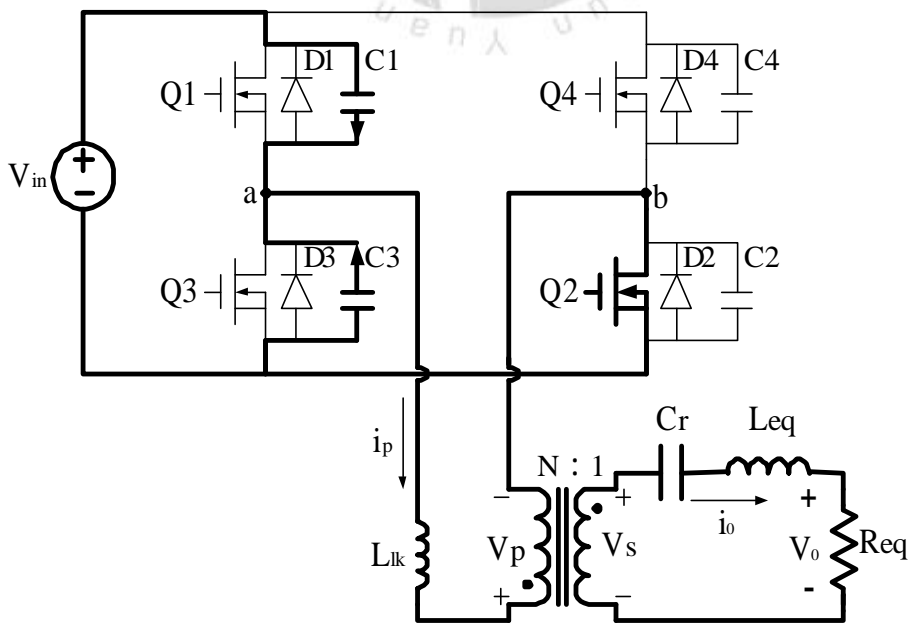 u e n Y u n
D1 C1 D4 C4
Q1 Q4
Vin
a b
D3 C3 D2 C2
Q3 Q2
ip
Cr Leq
N : 1
i0
Llk
Vp Vs V0 Req